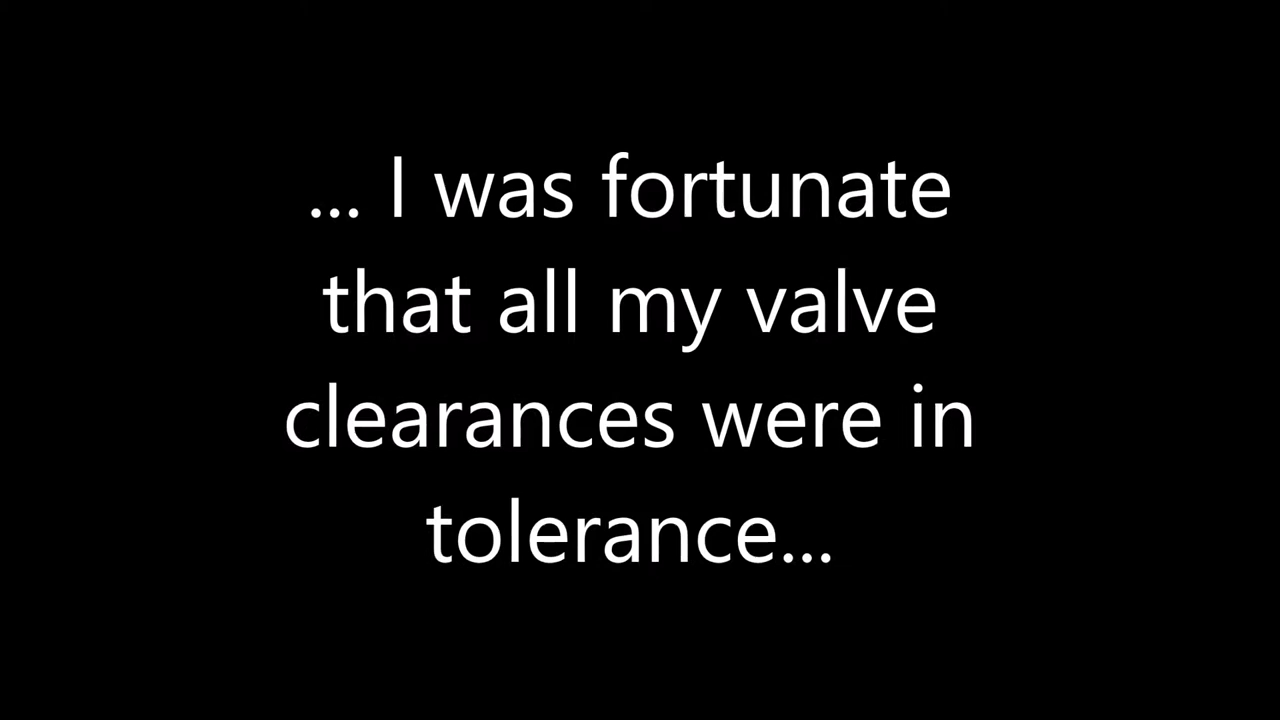 ... I was fortunate
that all my valve
clearances were in
tolerance...